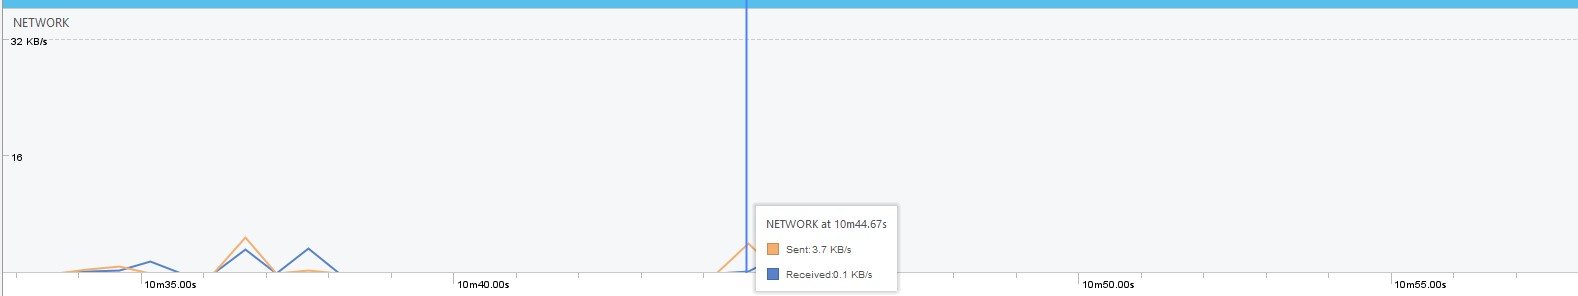 NETWORK
32 KB/s
16
NETWORK at 10m44.67s
Sent:3.7 KB/s
Received:0.1 KB/s
10m35.00s
10m40.00s
10m50.00s
10m55.00s